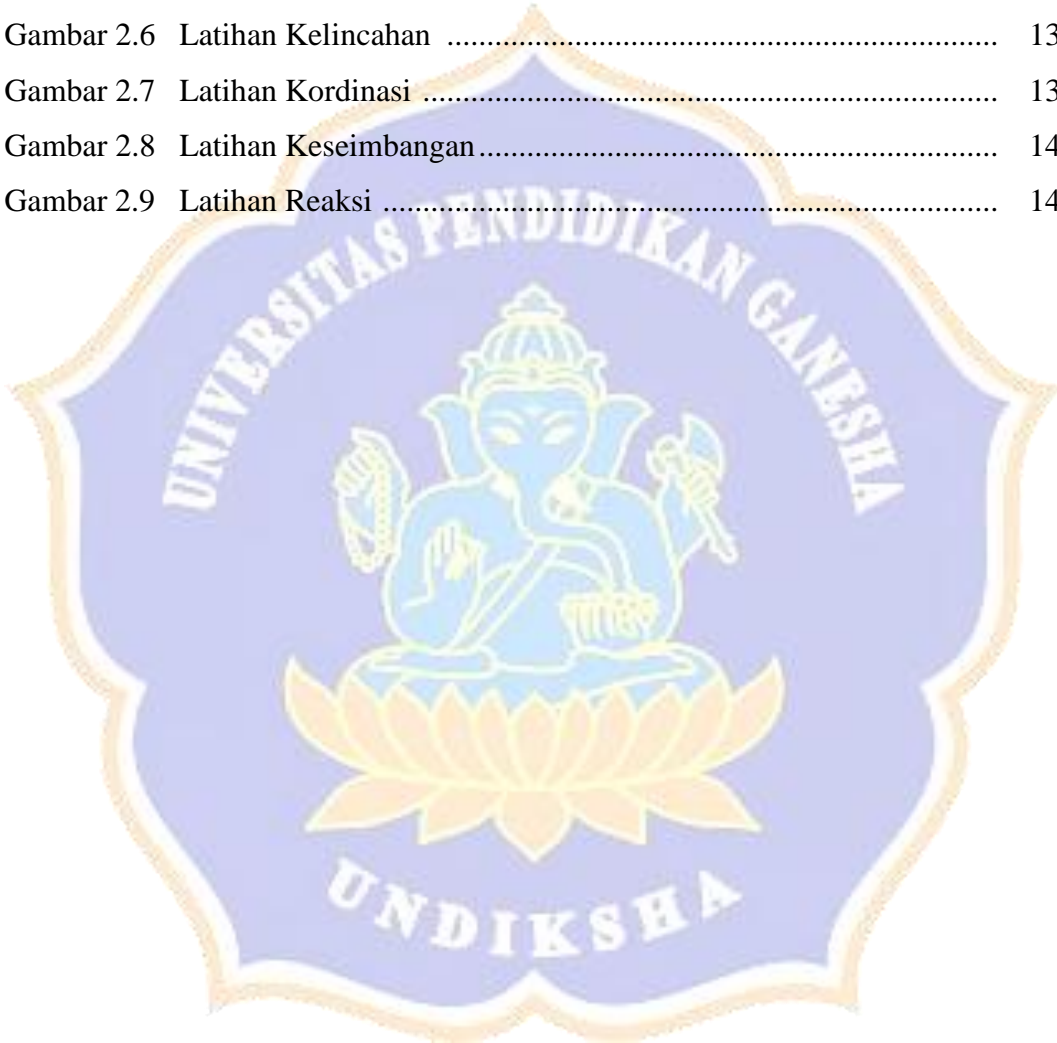 Gambar 2.6 Latihan Kelincahan ...................................................................... 13
Gambar 2.7 Latihan Kordinasi ......................................................................... 13
Gambar 2.8 Latihan Keseimbangan.................................................................. 14
Gambar 2.9 Latihan Reaksi .............................................................................. 14
UNIVERSITAS PENDIDIKAN GANESHA
UNDIKSHA